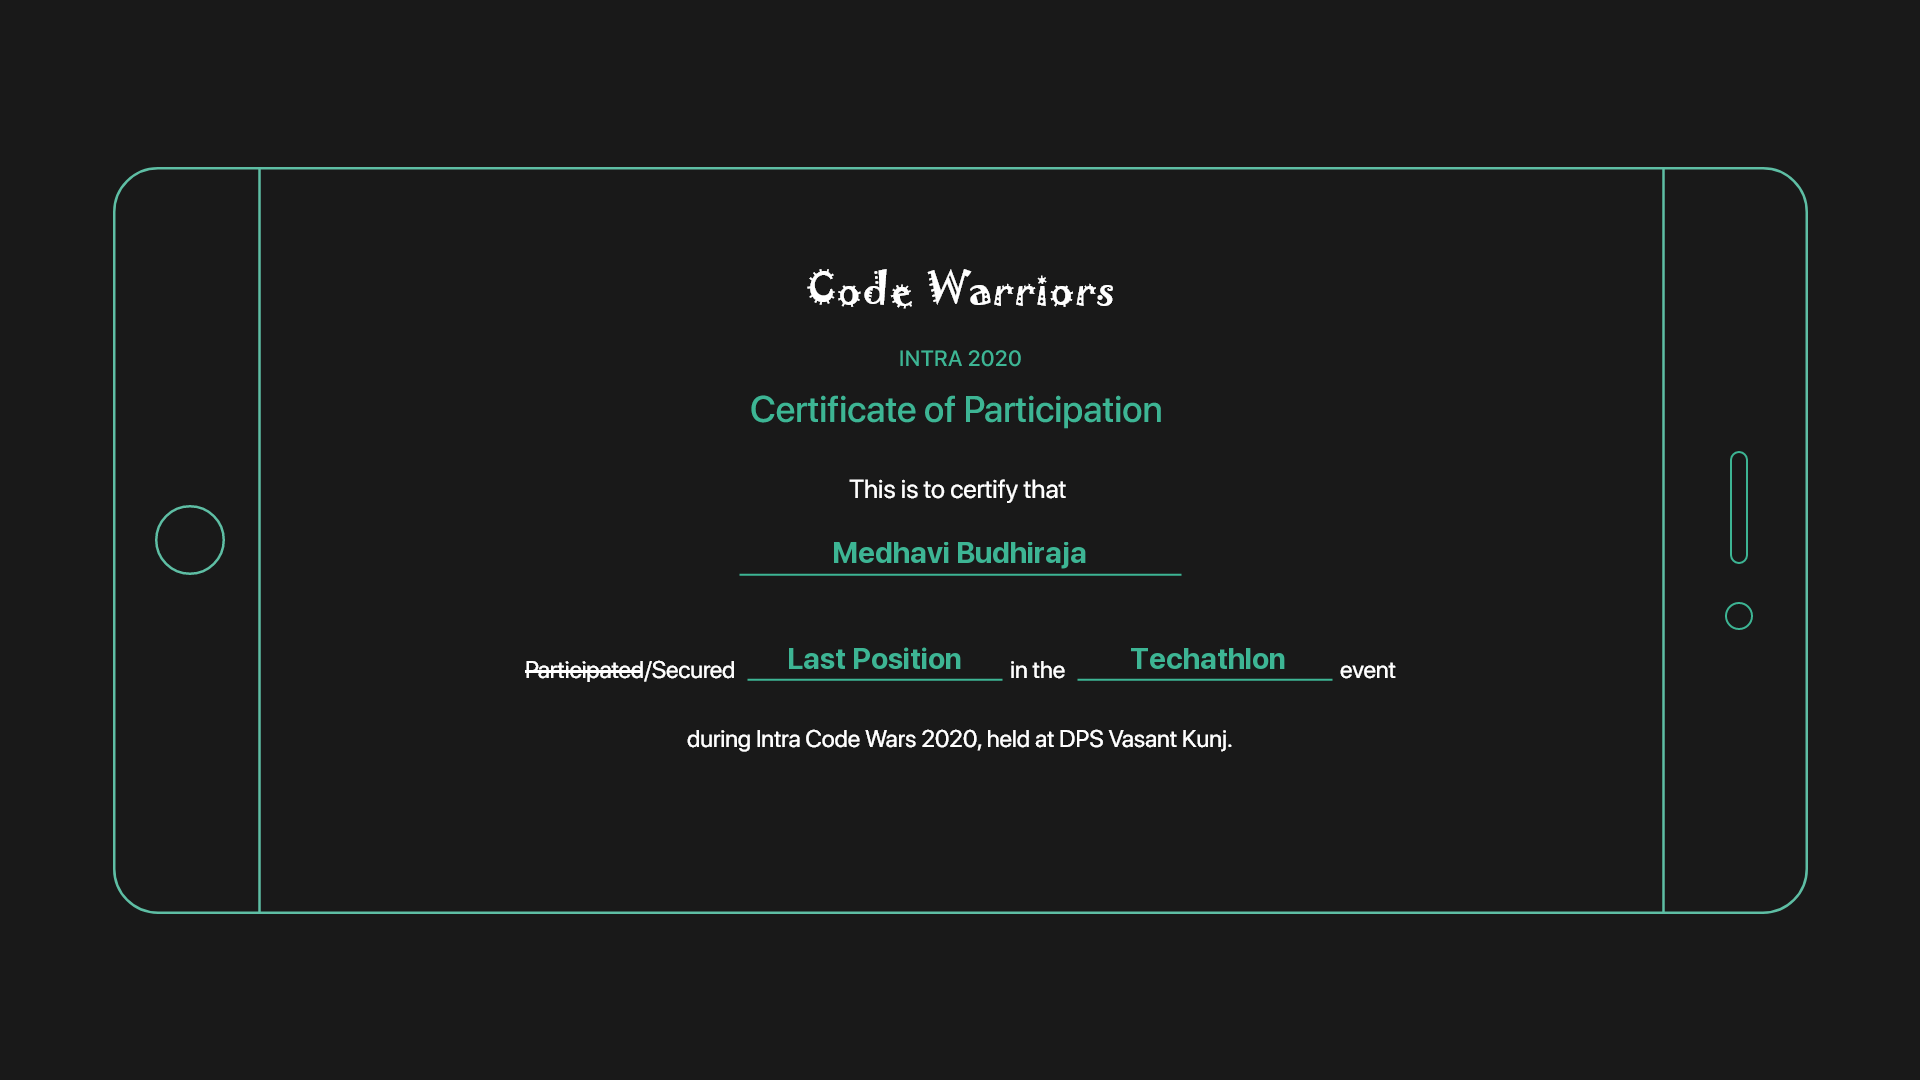 Code Warriors
INTRA 2020
Certificate of Participation
This is to certify that
Medhavi Budhiraja
Participated/Secured Last Position in the Techathlon event
during Intra Code Wars 2020, held at DPS Vasant Kunj.